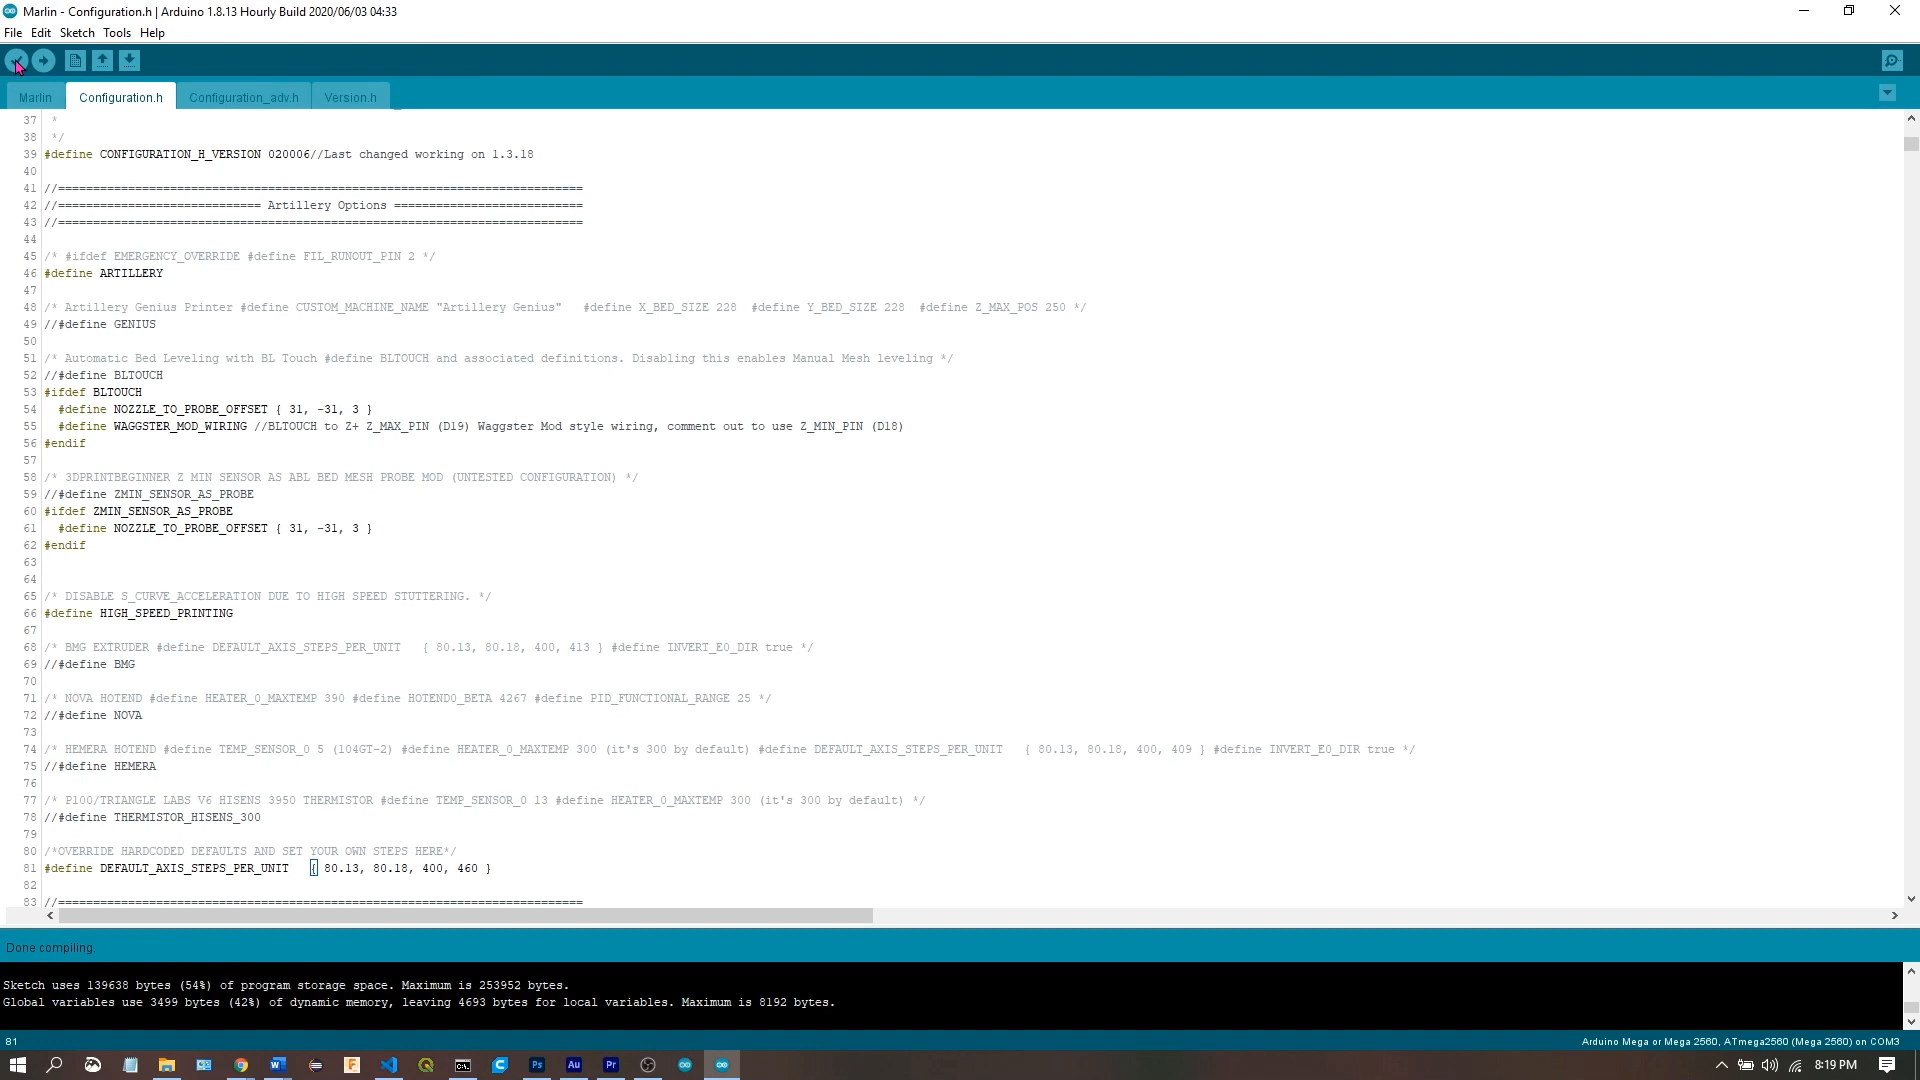 Marlin - Configuration.h | Arduino 1.8.13 Hourly Build 2020/06/03 04:33
File Edit Sketch Tools Help
Marlin Configuration.h Configuration_adv.h Version.h
37 *
38 */
39 #define CONFIGURATION_H_VERSION 020006//Last changed working on 1.3.18
40
41 //===========================================================================
42 //============================= Artillery Options ===========================
43 //===========================================================================
44
45 /* #ifdef EMERGENCY_OVERRIDE #define FIL_RUNOUT_PIN 2 */
46 #define ARTILLERY
47
48 /* Artillery Genius Printer #define CUSTOM_MACHINE_NAME "Artillery Genius"   #define X_BED_SIZE 228  #define Y_BED_SIZE 228  #define Z_MAX_POS 250 */
49 //#define GENIUS
50
51 /* Automatic Bed Leveling with BL Touch #define BLTOUCH and associated definitions. Disabling this enables Manual Mesh leveling */
52 //#define BLTOUCH
53 #ifdef BLTOUCH
54   #define NOZZLE_TO_PROBE_OFFSET { 31, -31, 3 }
55   #define WAGGSTER_MOD_WIRING //BLTOUCH to Z+ Z_MAX_PIN (D19) Waggster Mod style wiring, comment out to use Z_MIN_PIN (D18)
56 #endif
57
58 /* 3DPRINTBEGINNER Z MIN SENSOR AS ABL BED MESH PROBE MOD (UNTESTED CONFIGURATION) */
59 //#define ZMIN_SENSOR_AS_PROBE
60 #ifdef ZMIN_SENSOR_AS_PROBE
61   #define NOZZLE_TO_PROBE_OFFSET { 31, -31, 3 }
62 #endif
63
64
65 /* DISABLE S_CURVE_ACCELERATION DUE TO HIGH SPEED STUTTERING. */
66 #define HIGH_SPEED_PRINTING
67
68 /* BMG EXTRUDER #define DEFAULT_AXIS_STEPS_PER_UNIT   { 80.13, 80.18, 400, 413 } #define INVERT_E0_DIR true */
69 //#define BMG
70
71 /* NOVA HOTEND #define HEATER_0_MAXTEMP 390 #define HOTEND0_BETA 4267 #define PID_FUNCTIONAL_RANGE 25 */
72 //#define NOVA
73
74 /* HEMERA HOTEND #define TEMP_SENSOR_0 5 (104GT-2) #define HEATER_0_MAXTEMP 300 (it's 300 by default) #define DEFAULT_AXIS_STEPS_PER_UNIT   { 80.13, 80.18, 400, 409 } #define INVERT_E0_DIR true */
75 //#define HEMERA
76
77 /* P100/TRIANGLE LABS V6 HISENS 3950 THERMISTOR #define TEMP_SENSOR_0 13 #define HEATER_0_MAXTEMP 300 (it's 300 by default) */
78 //#define THERMISTOR_HISENS_300
79
80 /*OVERRIDE HARDCODED DEFAULTS AND SET YOUR OWN STEPS HERE*/
81 #define DEFAULT_AXIS_STEPS_PER_UNIT   { 80.13, 80.18, 400, 460 }
82
83 //===========================================================================
Done compiling.
Sketch uses 139638 bytes (54%) of program storage space. Maximum is 253952 bytes.
Global variables use 3499 bytes (42%) of dynamic memory, leaving 4693 bytes for local variables. Maximum is 8192 bytes.
81 Arduino Mega or Mega 2560, ATmega2560 (Mega 2560) on COM3
Ps Au Pr 8:19 PM